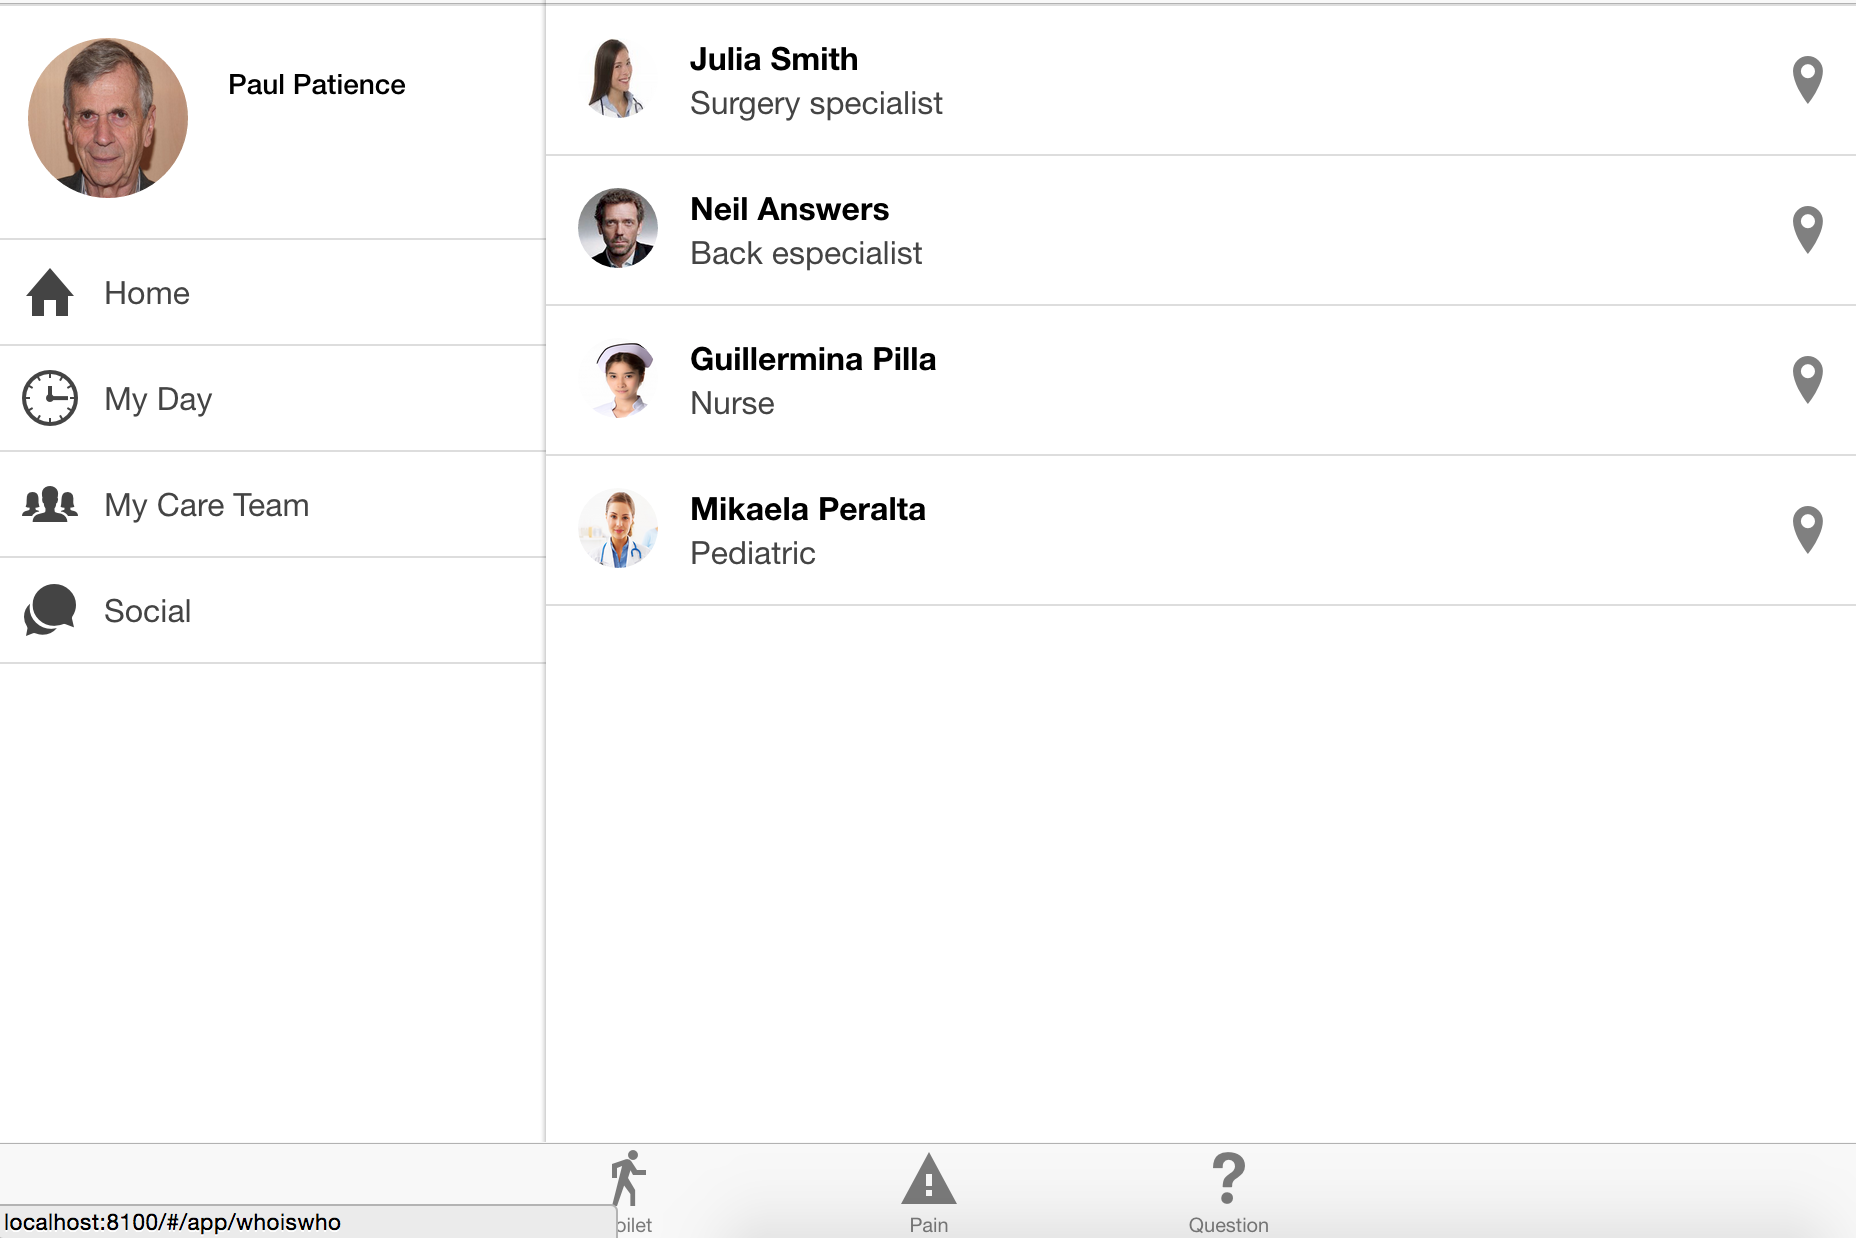 Paul Patience
Home
My Day
My Care Team
Social
Julia Smith
Surgery specialist
Neil Answers
Back especialist
Guillermina Pilla
Nurse
Mikaela Peralta
Pediatric
Pain
Question
localhost:8100/#/app/whoiswho